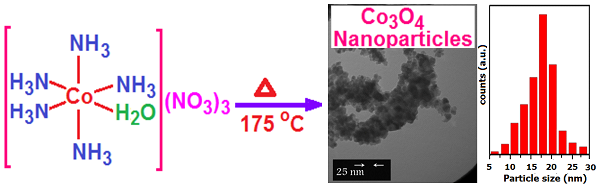 NH3
H3N
NH3
Co
H3N
H2O
NH3
(NO3)3
Δ
175 °C
Co3O4
Nanoparticles
25 nm
counts (a.u.)
5 10 15 20 25 30
Particle size (nm)